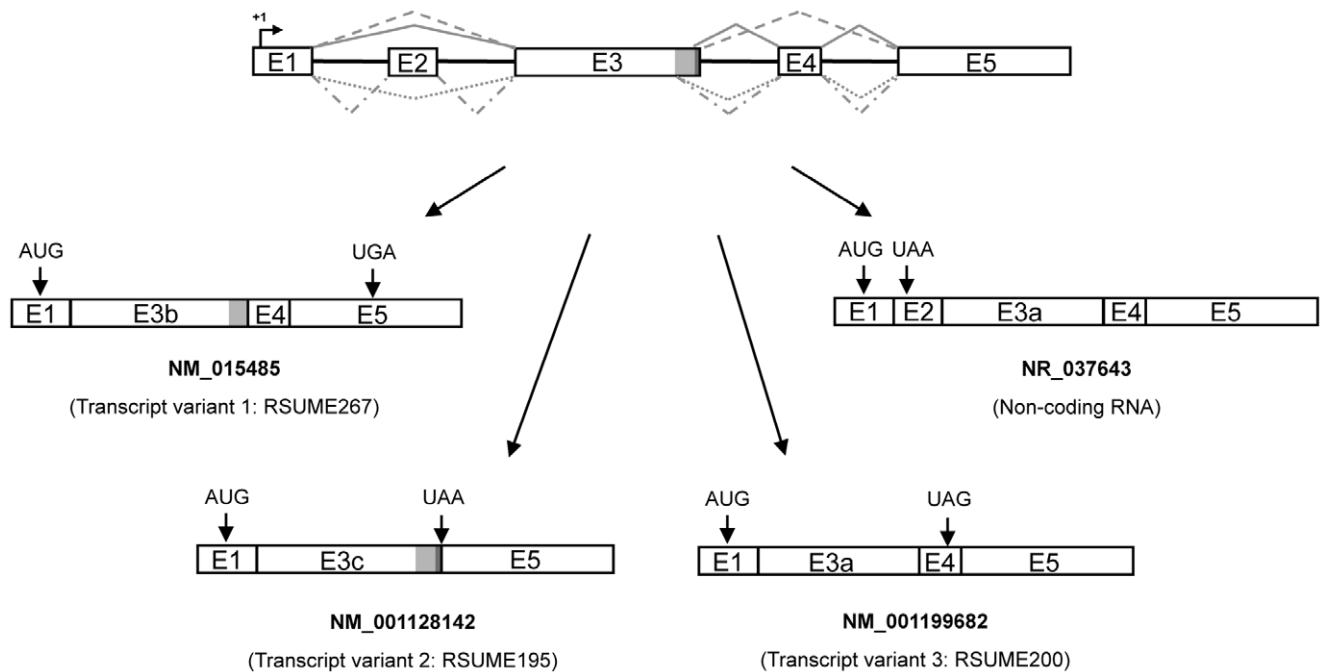 +1
E1 E2 E3 E4 E5
AUG UGA
E1 E3b E4 E5
NM_015485
(Transcript variant 1: RSUME267)
AUG UAA
E1 E2 E3a E4 E5
NR_037643
(Non-coding RNA)
AUG UAA
E1 E3c E5
NM_001128142
(Transcript variant 2: RSUME195)
AUG UAG
E1 E3a E4 E5
NM_001199682
(Transcript variant 3: RSUME200)